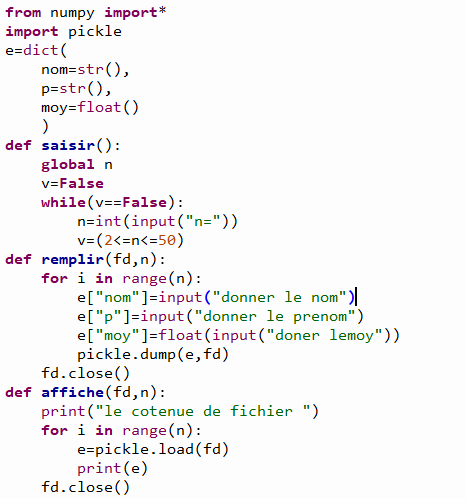 from numpy import*
import pickle
e=dict(
    nom=str(),
    p=str(),
    moy=float()
    )
def saisir():
    global n
    v=False
    while(v==False):
        n=int(input("n="))
        v=(2<=n<=50)
def remplir(fd,n):
    for i in range(n):
        e["nom"]=input("donner le nom")
        e["p"]=input("donner le prenom")
        e["moy"]=float(input("doner lemoy"))
        pickle.dump(e,fd)
    fd.close()
def affiche(fd,n):
    print("le cotenue de fichier ")
    for i in range(n):
        e=pickle.load(fd)
        print(e)
    fd.close()